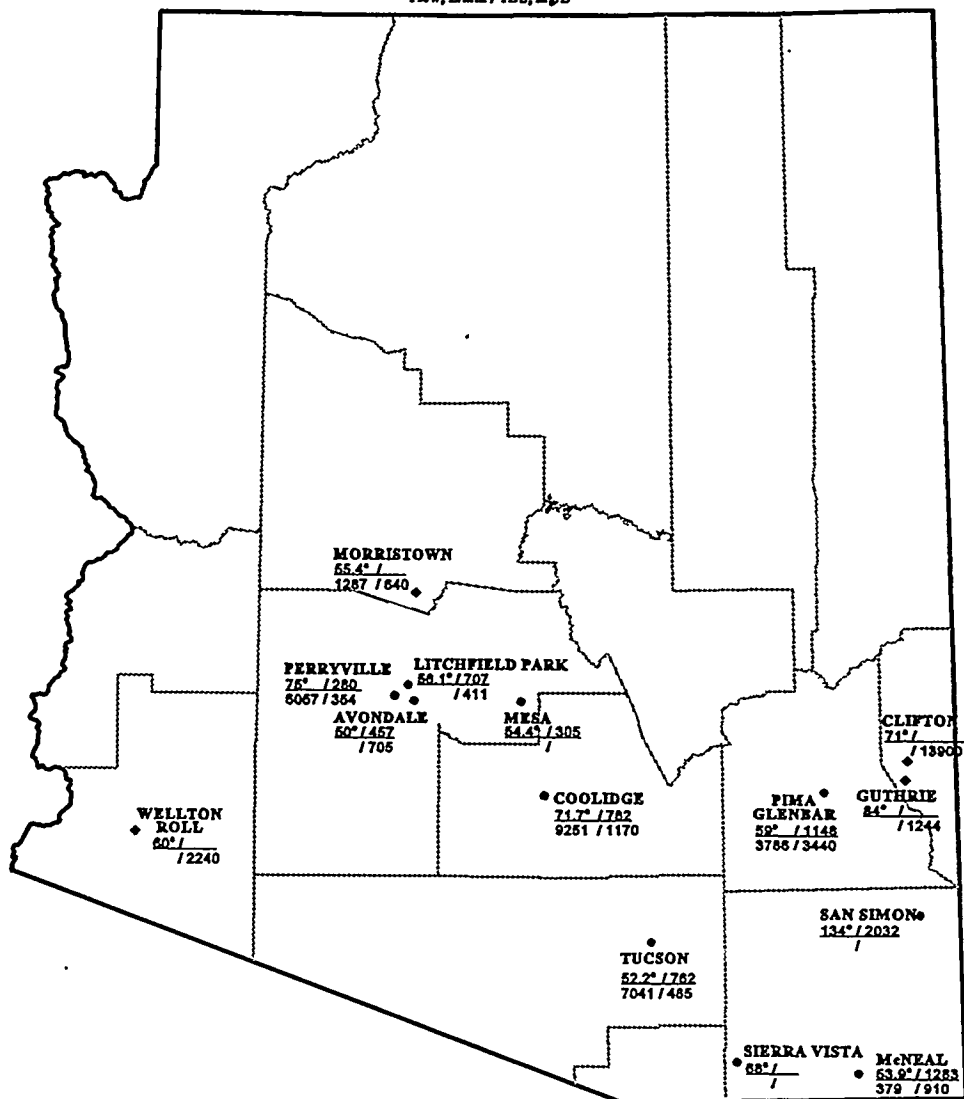 MORRISTOWN
55.4° /
1287 / 640
PERRYVILLE
75° / 280
5057 / 354
LITCHFIELD PARK
56.1° / 707
/ 411
AVONDALE
50° / 457
/ 705
MESA
54.4° / 305
/
CLIFTON
71° /
/ 13900
WELLTON
ROLL
60° /
/ 2240
COOLIDGE
71.7° / 782
9251 / 1170
PIMA
GLENBAR
59° / 1148
3786 / 3440
GUTHRIE
84° /
/ 1244
SAN SIMON
134° / 2032
/
TUCSON
52.2° / 762
7041 / 485
SIERRA VISTA
68° /
/
McNEAL
53.9° / 1283
379 / 910